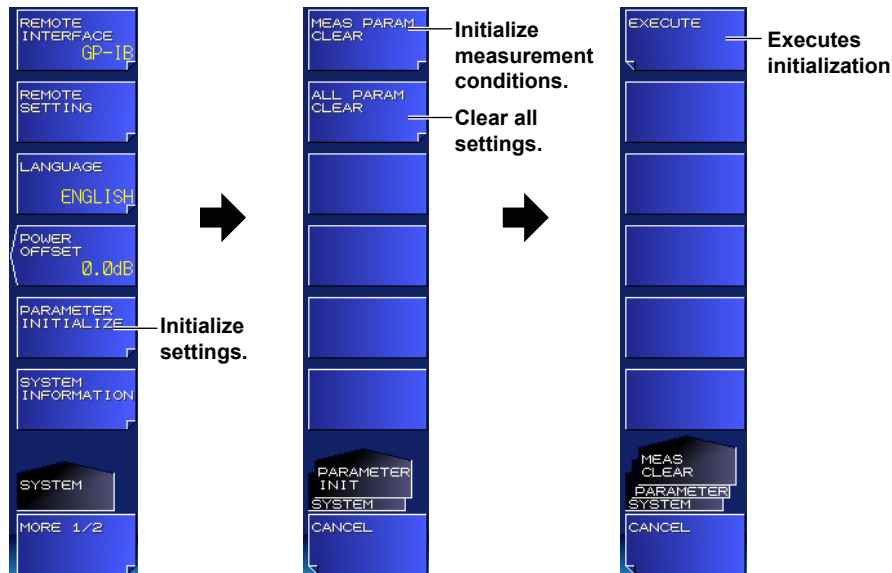 REMOTE
INTERFACE
GP-IB
REMOTE
SETTING
LANGUAGE
ENGLISH
POWER
OFFSET
0.0dB
PARAMETER
INITIALIZE
Initialize
settings.
SYSTEM
INFORMATION
SYSTEM
MORE 1/2
MEAS PARAM
CLEAR
Initialize
measurement
conditions.
ALL PARAM
CLEAR
Clear all
settings.
PARAMETER
INIT
SYSTEM
CANCEL
EXECUTE
Executes
initialization
MEAS
CLEAR
PARAMETER
SYSTEM
CANCEL